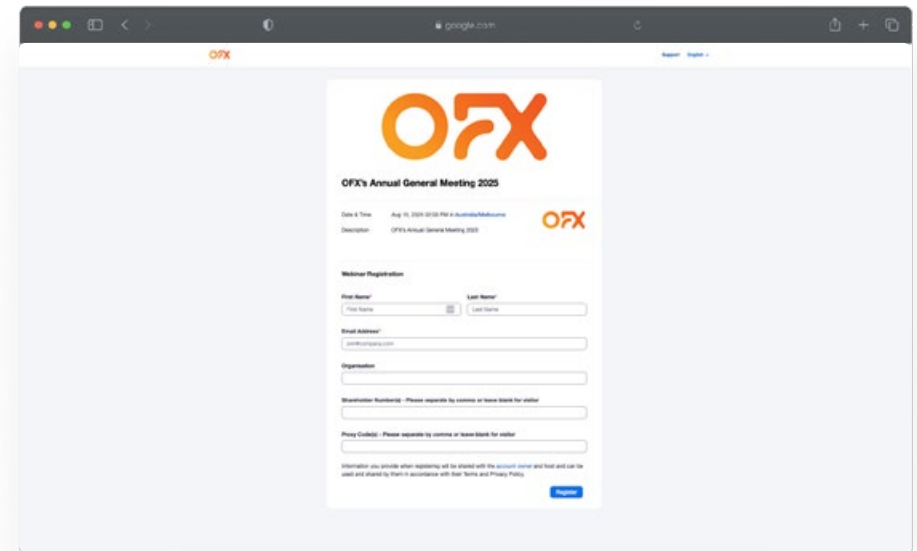 google.com
OFX
Support English
OFX
OFX's Annual General Meeting 2025
Date & Time Aug 2025 PM in Australia/Melbourne
OFX
Description OFX's Annual General Meeting 2025
Webinar Registration
First Name* Last Name*
First Name Last Name
Email Address*
join@company.com
Organisation
Shareholder Number(s) - Please separate by comma or leave blank for visitor
Proxy Code(s) - Please separate by comma or leave blank for visitor
Information you provide when registering will be shared with the account owner and host and can be
used and shared by them in accordance with their Terms and Privacy Policy.
Register